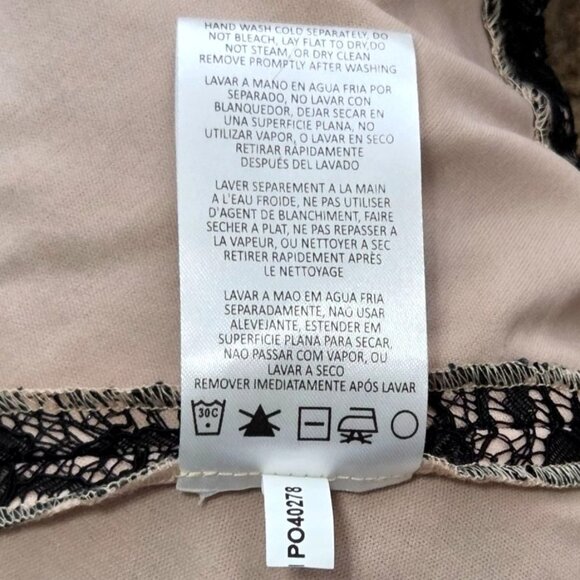 HAND WASH COLD SEPARATELY, DO
NOT BLEACH, LAY FLAT TO DRY,DO
NOT STEAM, OR DRY CLEAN
REMOVE PROMPTLY AFTER WASHING
LAVAR A MANO EN AGUA FRIA POR
SEPARADO, NO LAVAR CON
BLANQUEDOR, DEJAR SECAR EN
UNA SUPERFICIE PLANA, NO
UTILIZAR VAPOR, O LAVAR EN SECO
RETIRAR RÁPIDAMENTE
DESPUÉS DEL LAVADO
LAVER SEPAREMENT A LA MAIN
A L'EAU FROIDE, NE PAS UTILISER
D'AGENT DE BLANCHIMENT, FAIRE
SECHER A PLAT, NE PAS REPASSER A
LA VAPEUR, OU NETTOYER A SEC
RETIRER RAPIDEMENT APRÈS
LE NETTOYAGE
LAVAR A MAO EM AGUA FRIA
SEPARADAMENTE, NÃO USAR
ALEVEJANTE, ESTENDER EM
SUPERFICIE PLANA PARA SECAR,
NAO PASSAR COM VAPOR, OU
LAVAR A SECO
REMOVER IMEDIATAMENTE APÓS LAVAR
30C
PO40278